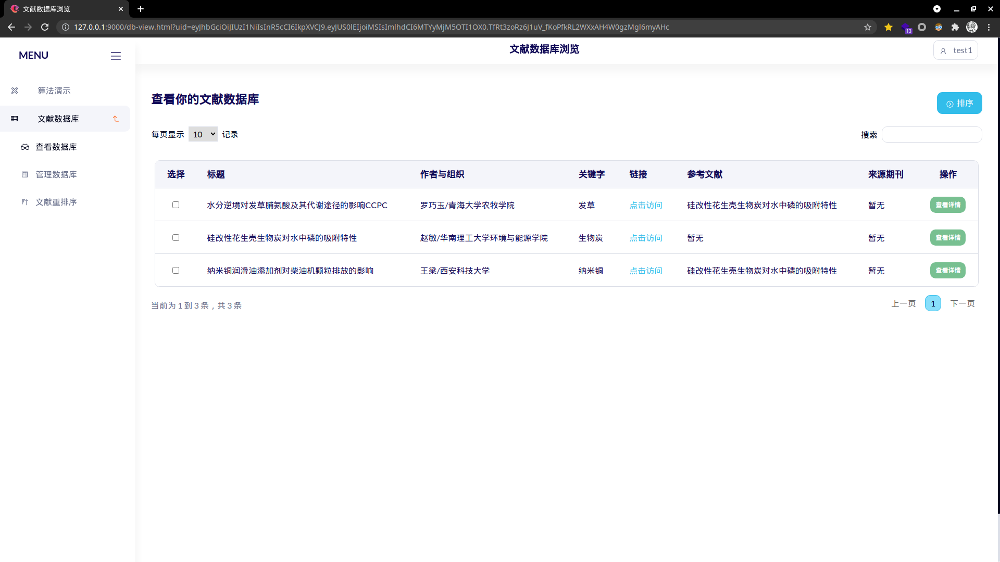 文献数据库浏览
127.0.0.1:9000/db-view.html?uid=eyJhbGciOiJIUzI1NiIsInR5cCI6IkpXVCJ9.eyJUS0lEIjoiMSIsImlhdCI6MTYyMjM5OTI1OX0.TfRt3zoRz6J1uV_fKoPfkRL2WXxAH4W0gzMgl6myAHc
13
MENU
文献数据库浏览
test1
算法演示
文献数据库
查看数据库
管理数据库
文献重排序
查看你的文献数据库
排序
每页显示 10 记录
搜索
选择 标题 作者与组织 关键字 链接 参考文献 来源期刊 操作
水分逆境对发草脯氨酸及其代谢途径的影响CCPC 罗巧玉/青海大学农牧学院 发草 点击访问 硅改性花生壳生物炭对水中磷的吸附特性 暂无 查看详情
硅改性花生壳生物炭对水中磷的吸附特性 赵敏/华南理工大学环境与能源学院 生物炭 点击访问 暂无 暂无 查看详情
纳米铜润滑油添加剂对柴油机颗粒排放的影响 王梁/西安科技大学 纳米铜 点击访问 硅改性花生壳生物炭对水中磷的吸附特性 暂无 查看详情
当前为 1 到 3 条，共 3 条
上一页 1 下一页